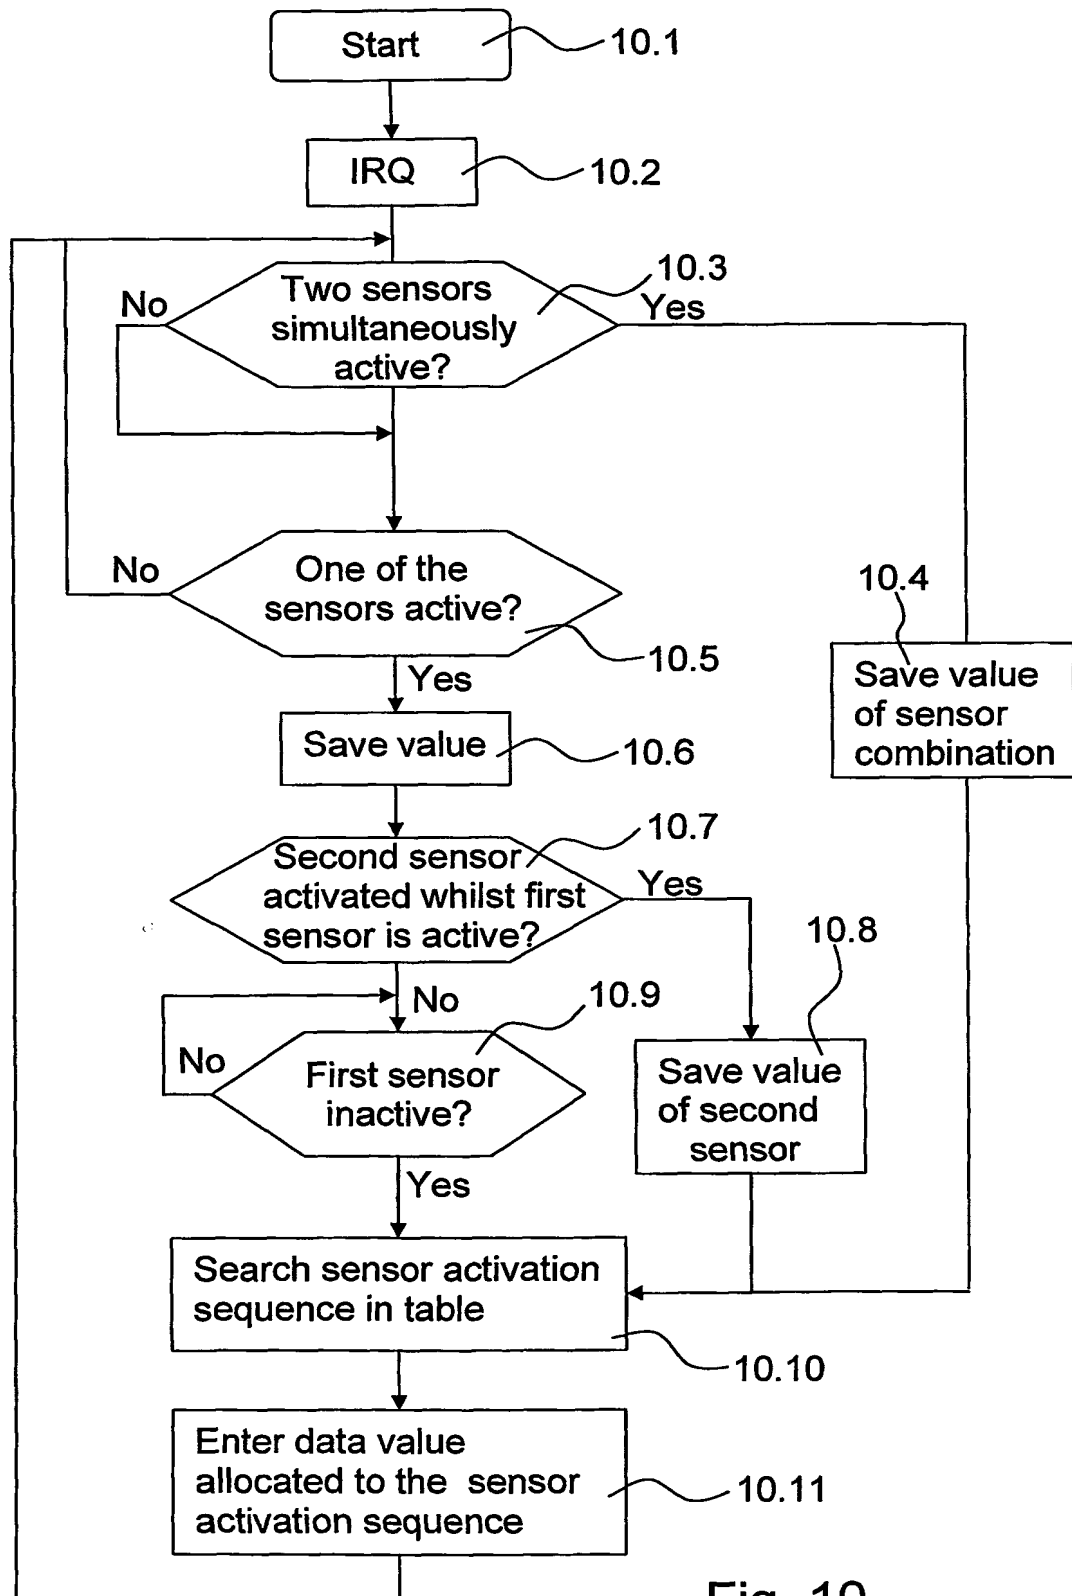 Start
10.1
IRQ
10.2
10.3
No
Two sensors
simultaneously
active?
Yes
No
One of the
sensors active?
10.5
10.4
Yes
Save value
of sensor
combination
Save value
10.6
10.7
Second sensor
activated whilst first
sensor is active?
Yes
10.8
No
10.9
No
First sensor
inactive?
Save value
of second
sensor
Yes
Search sensor activation
sequence in table
10.10
Enter data value
allocated to the sensor
activation sequence
10.11
Fig. 10